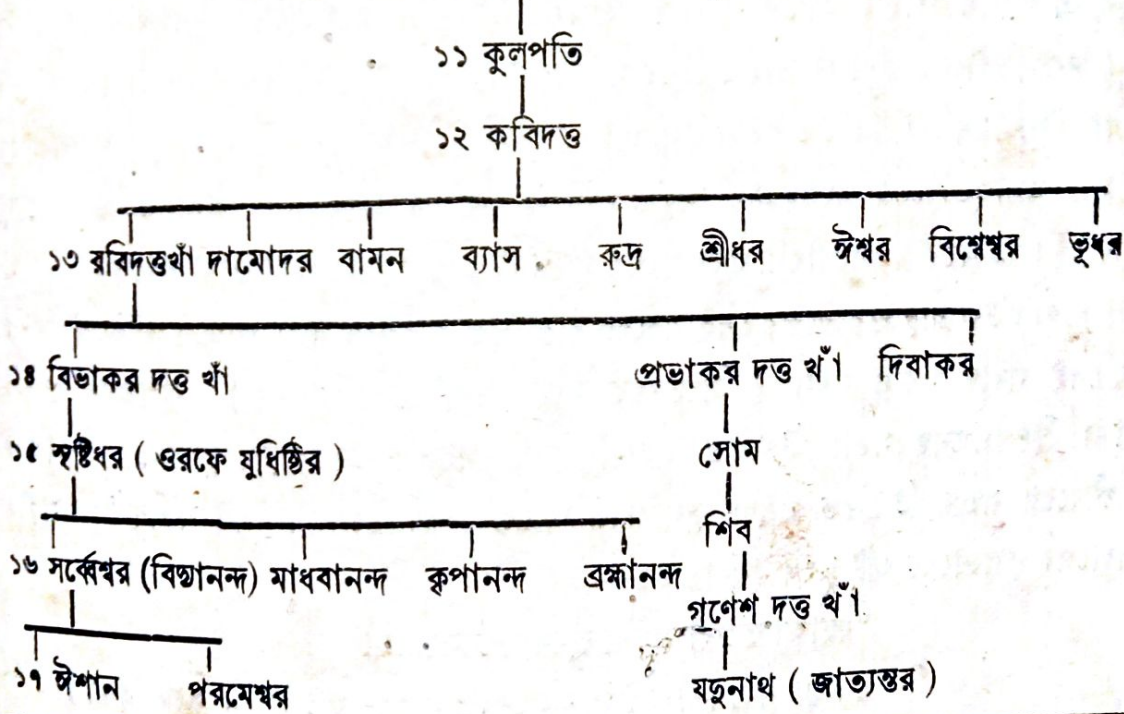 ১১ কুলপতি
১২ কবিদত্ত
১৩ রবিদত্তখাঁ দামোদর বামন ব্যাস রুদ্র শ্রীধর ঈশ্বর বিশ্বেশ্বর ভূধর
১৪ বিভাকর দত্ত খাঁ প্রভাকর দত্ত খাঁ দিবাকর
১৫ সৃষ্টিধর ( ওরফে যুধিষ্ঠির ) সোম
শিব
১৬ সর্ব্বেশ্বর (বিদ্যানন্দ) মাধবানন্দ কৃপানন্দ ব্রহ্মানন্দ
গণেশ দত্ত খাঁ
১৭ ঈশান পরমেশ্বর যদুনাথ ( জাত্যন্তর )